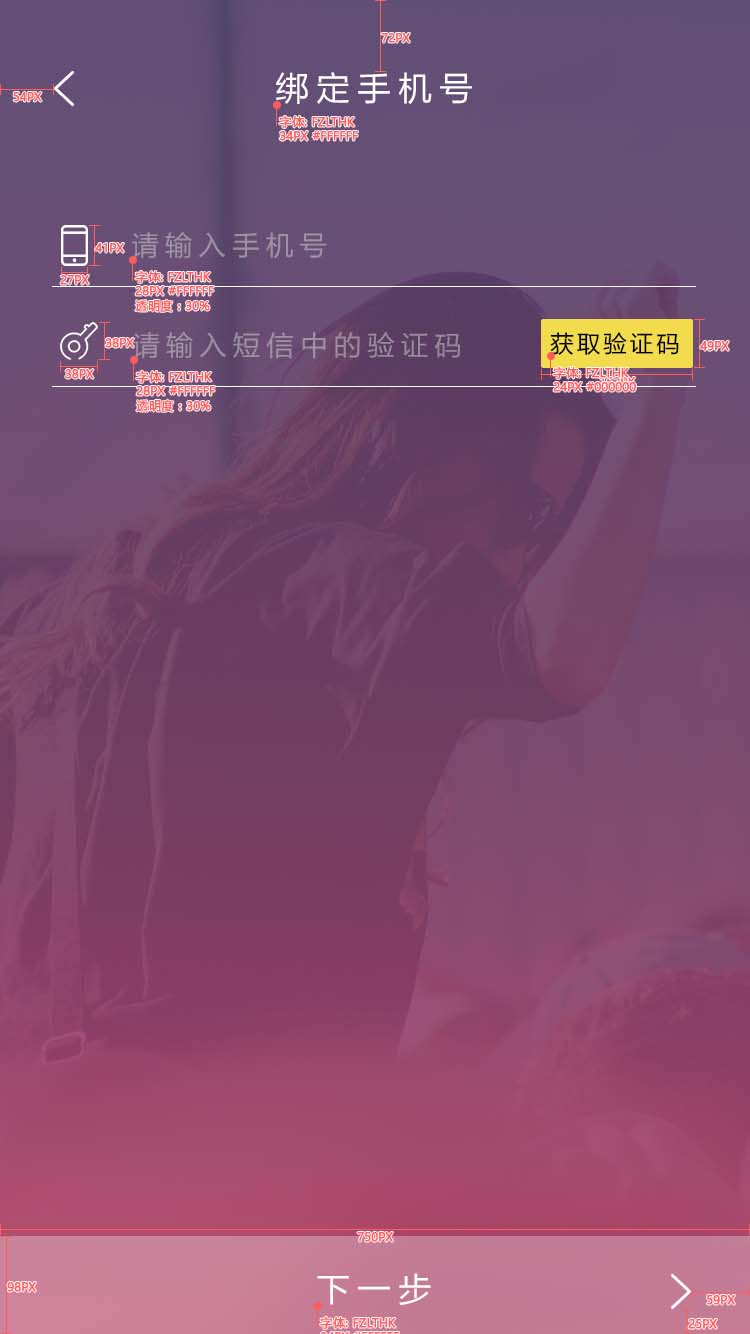 72PX
54PX
绑定手机号
字体: FZLTHK
34PX #FFFFFF
41PX
请输入手机号
27PX
字体: FZLTHK
28PX #FFFFFF
透明度：30%
38PX
请输入短信中的验证码
获取验证码
49PX
38PX
字体: FZLTHK
28PX #FFFFFF
透明度：30%
字体: FZLTHK
24PX #000000
750PX
98PX
下一步
59PX
字体: FZLTHK
25PX